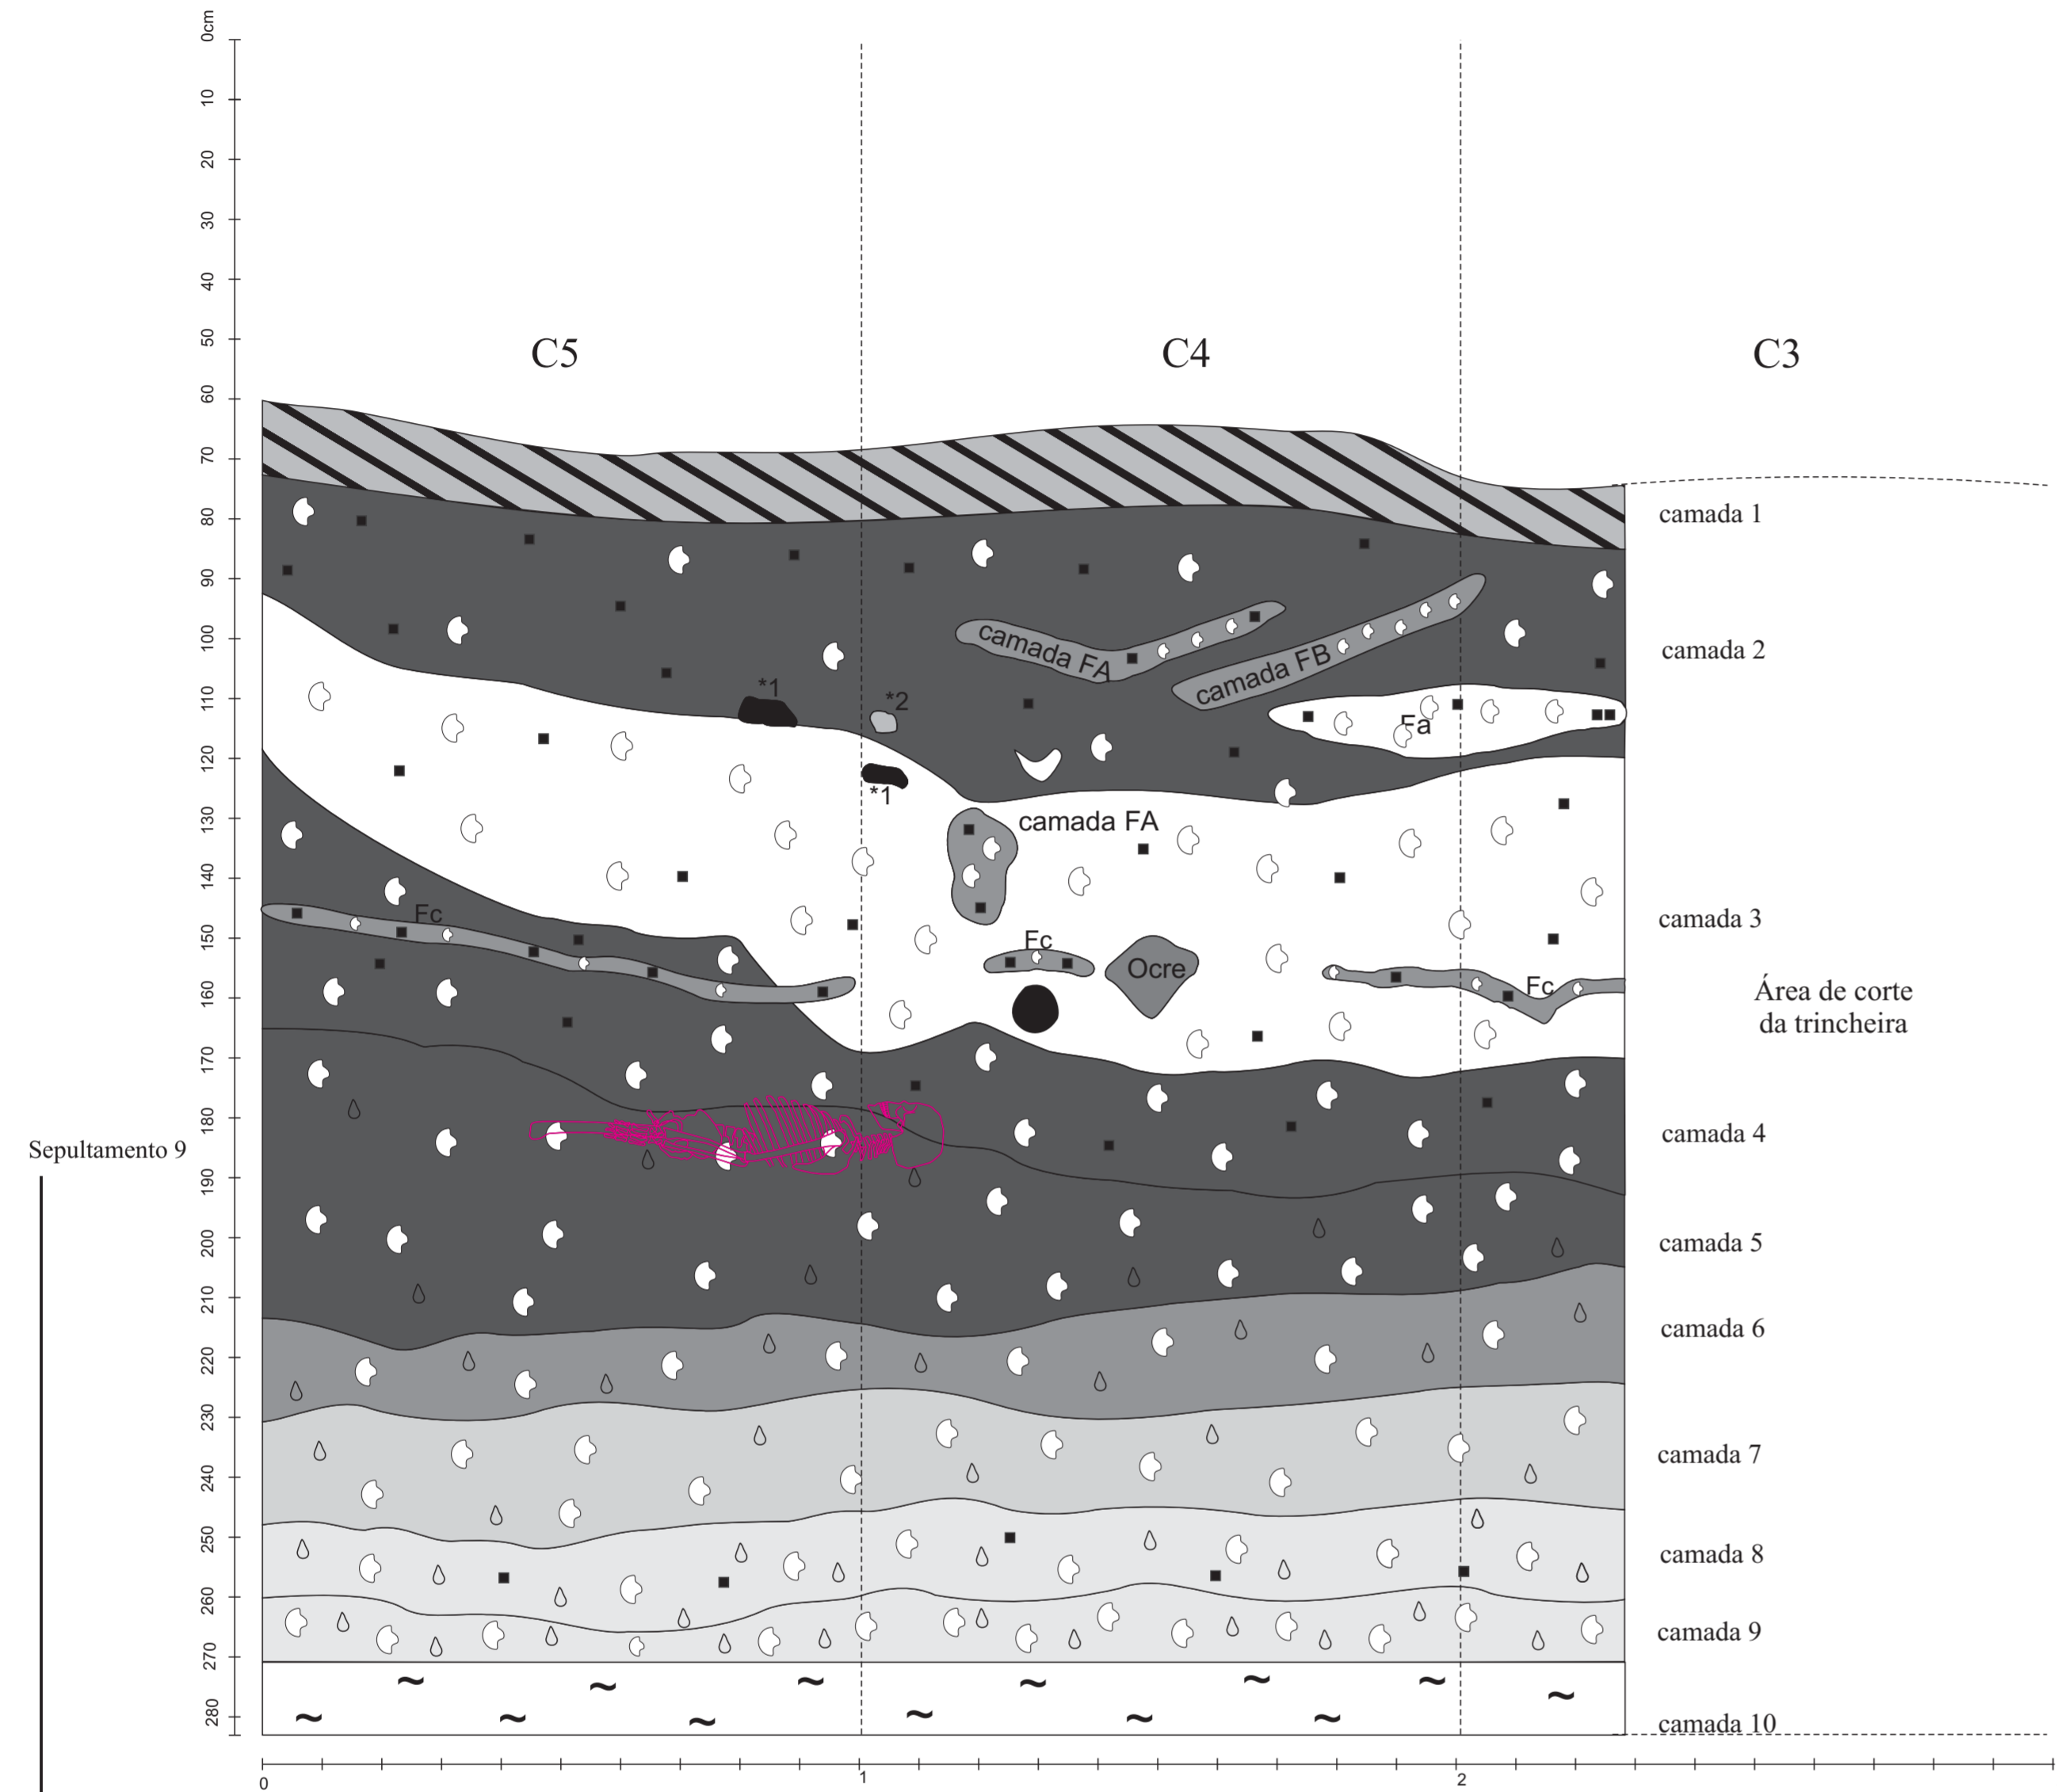 0cm
10
20
30
40
50
60
70
80
90
100
110
120
130
140
150
160
170
180
190
200
210
220
230
240
250
260
270
280
C5
C4
C3
camada 1
camada FA
camada FB
camada 2
*1
*2
Fa
*1
camada FA
Fc
camada 3
Fc
Ocre
Fc
Área de corte
da trincheira
Sepultamento 9
camada 4
camada 5
camada 6
camada 7
camada 8
camada 9
camada 10
0
1
2